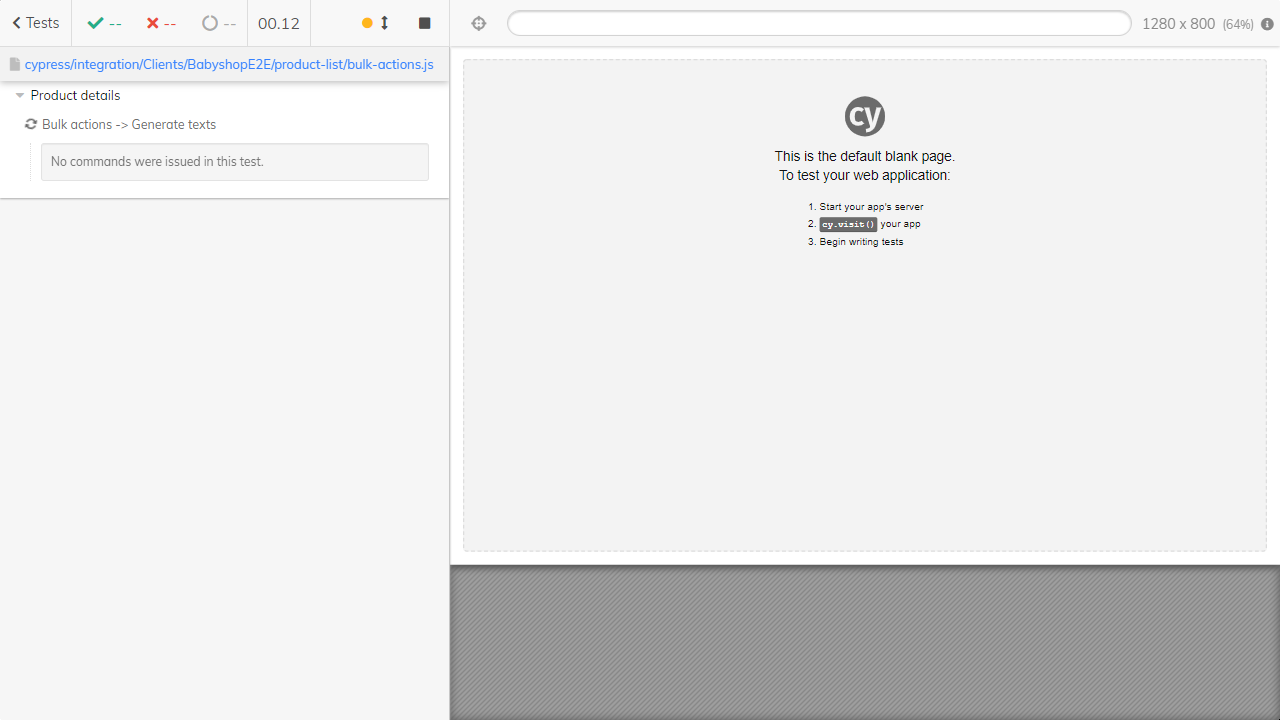 Tests
--
--
--
00.12
1280 x 800 (64%)
cypress/integration/Clients/BabyshopE2E/product-list/bulk-actions.js
Product details
Bulk actions -> Generate texts
No commands were issued in this test.
cy
This is the default blank page.
To test your web application:
1. Start your app's server
2. cy.visit() your app
3. Begin writing tests